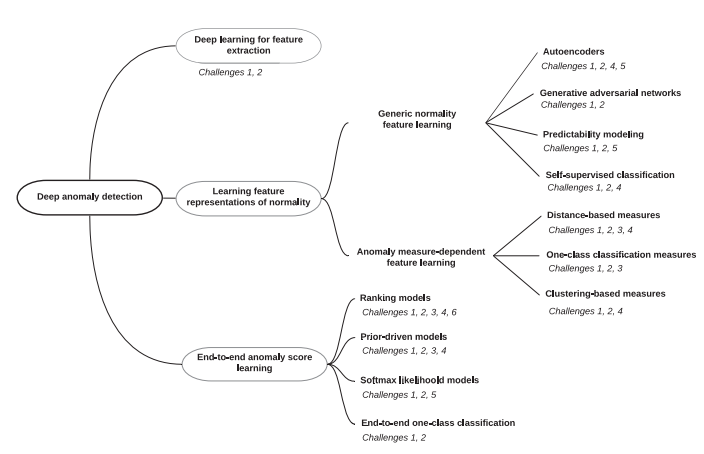 Deep learning for feature
extraction
Challenges 1, 2
Autoencoders
Challenges 1, 2, 4, 5
Generative adversarial networks
Challenges 1, 2
Generic normality
feature learning
Predictability modeling
Challenges 1, 2, 5
Self-supervised classification
Challenges 1, 2, 4
Deep anomaly detection
Learning feature
representations of normality
Distance-based measures
Challenges 1, 2, 3, 4
Anomaly measure-dependent
feature learning
One-class classification measures
Challenges 1, 2, 3
Clustering-based measures
Challenges 1, 2, 4
Ranking models
Challenges 1, 2, 3, 4, 6
Prior-driven models
Challenges 1, 2, 3, 4
End-to-end anomaly score
learning
Softmax likelihoold models
Challenges 1, 2, 5
End-to-end one-class classification
Challenges 1, 2